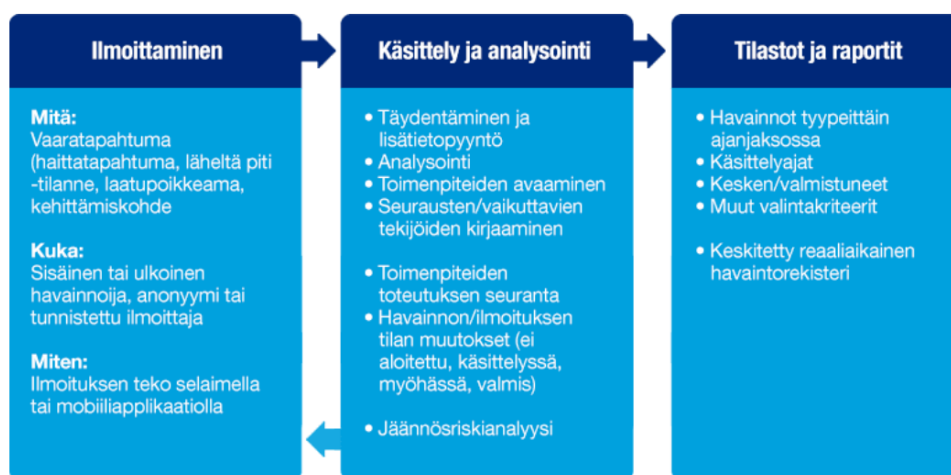 Ilmoittaminen
Mitä:
Vaaratapahtuma
(haittatapahtuma, läheltä piti
-tilanne, laatupoikkeama,
kehittämiskohde
Kuka:
Sisäinen tai ulkoinen
havainnoija, anonyymi tai
tunnistettu ilmoittaja
Miten:
Ilmoituksen teko selaimella
tai mobiiliapplikaatiolla
Käsittely ja analysointi
• Täydentäminen ja
lisätietopyyntö
• Analysointi
• Toimenpiteiden avaaminen
• Seurausten/vaikuttavien
tekijöiden kirjaaminen
• Toimenpiteiden
toteutuksen seuranta
• Havainnon/ilmoituksen
tilan muutokset (ei
aloitettu, käsittelyssä,
myöhässä, valmis)
• Jäännösriskianalyysi
Tilastot ja raportit
• Havainnot tyypeittäin
ajanjaksossa
• Käsittelyajat
• Kesken/valmistuneet
• Muut valintakriteerit
• Keskitetty reaaliaikainen
havaintorekisteri